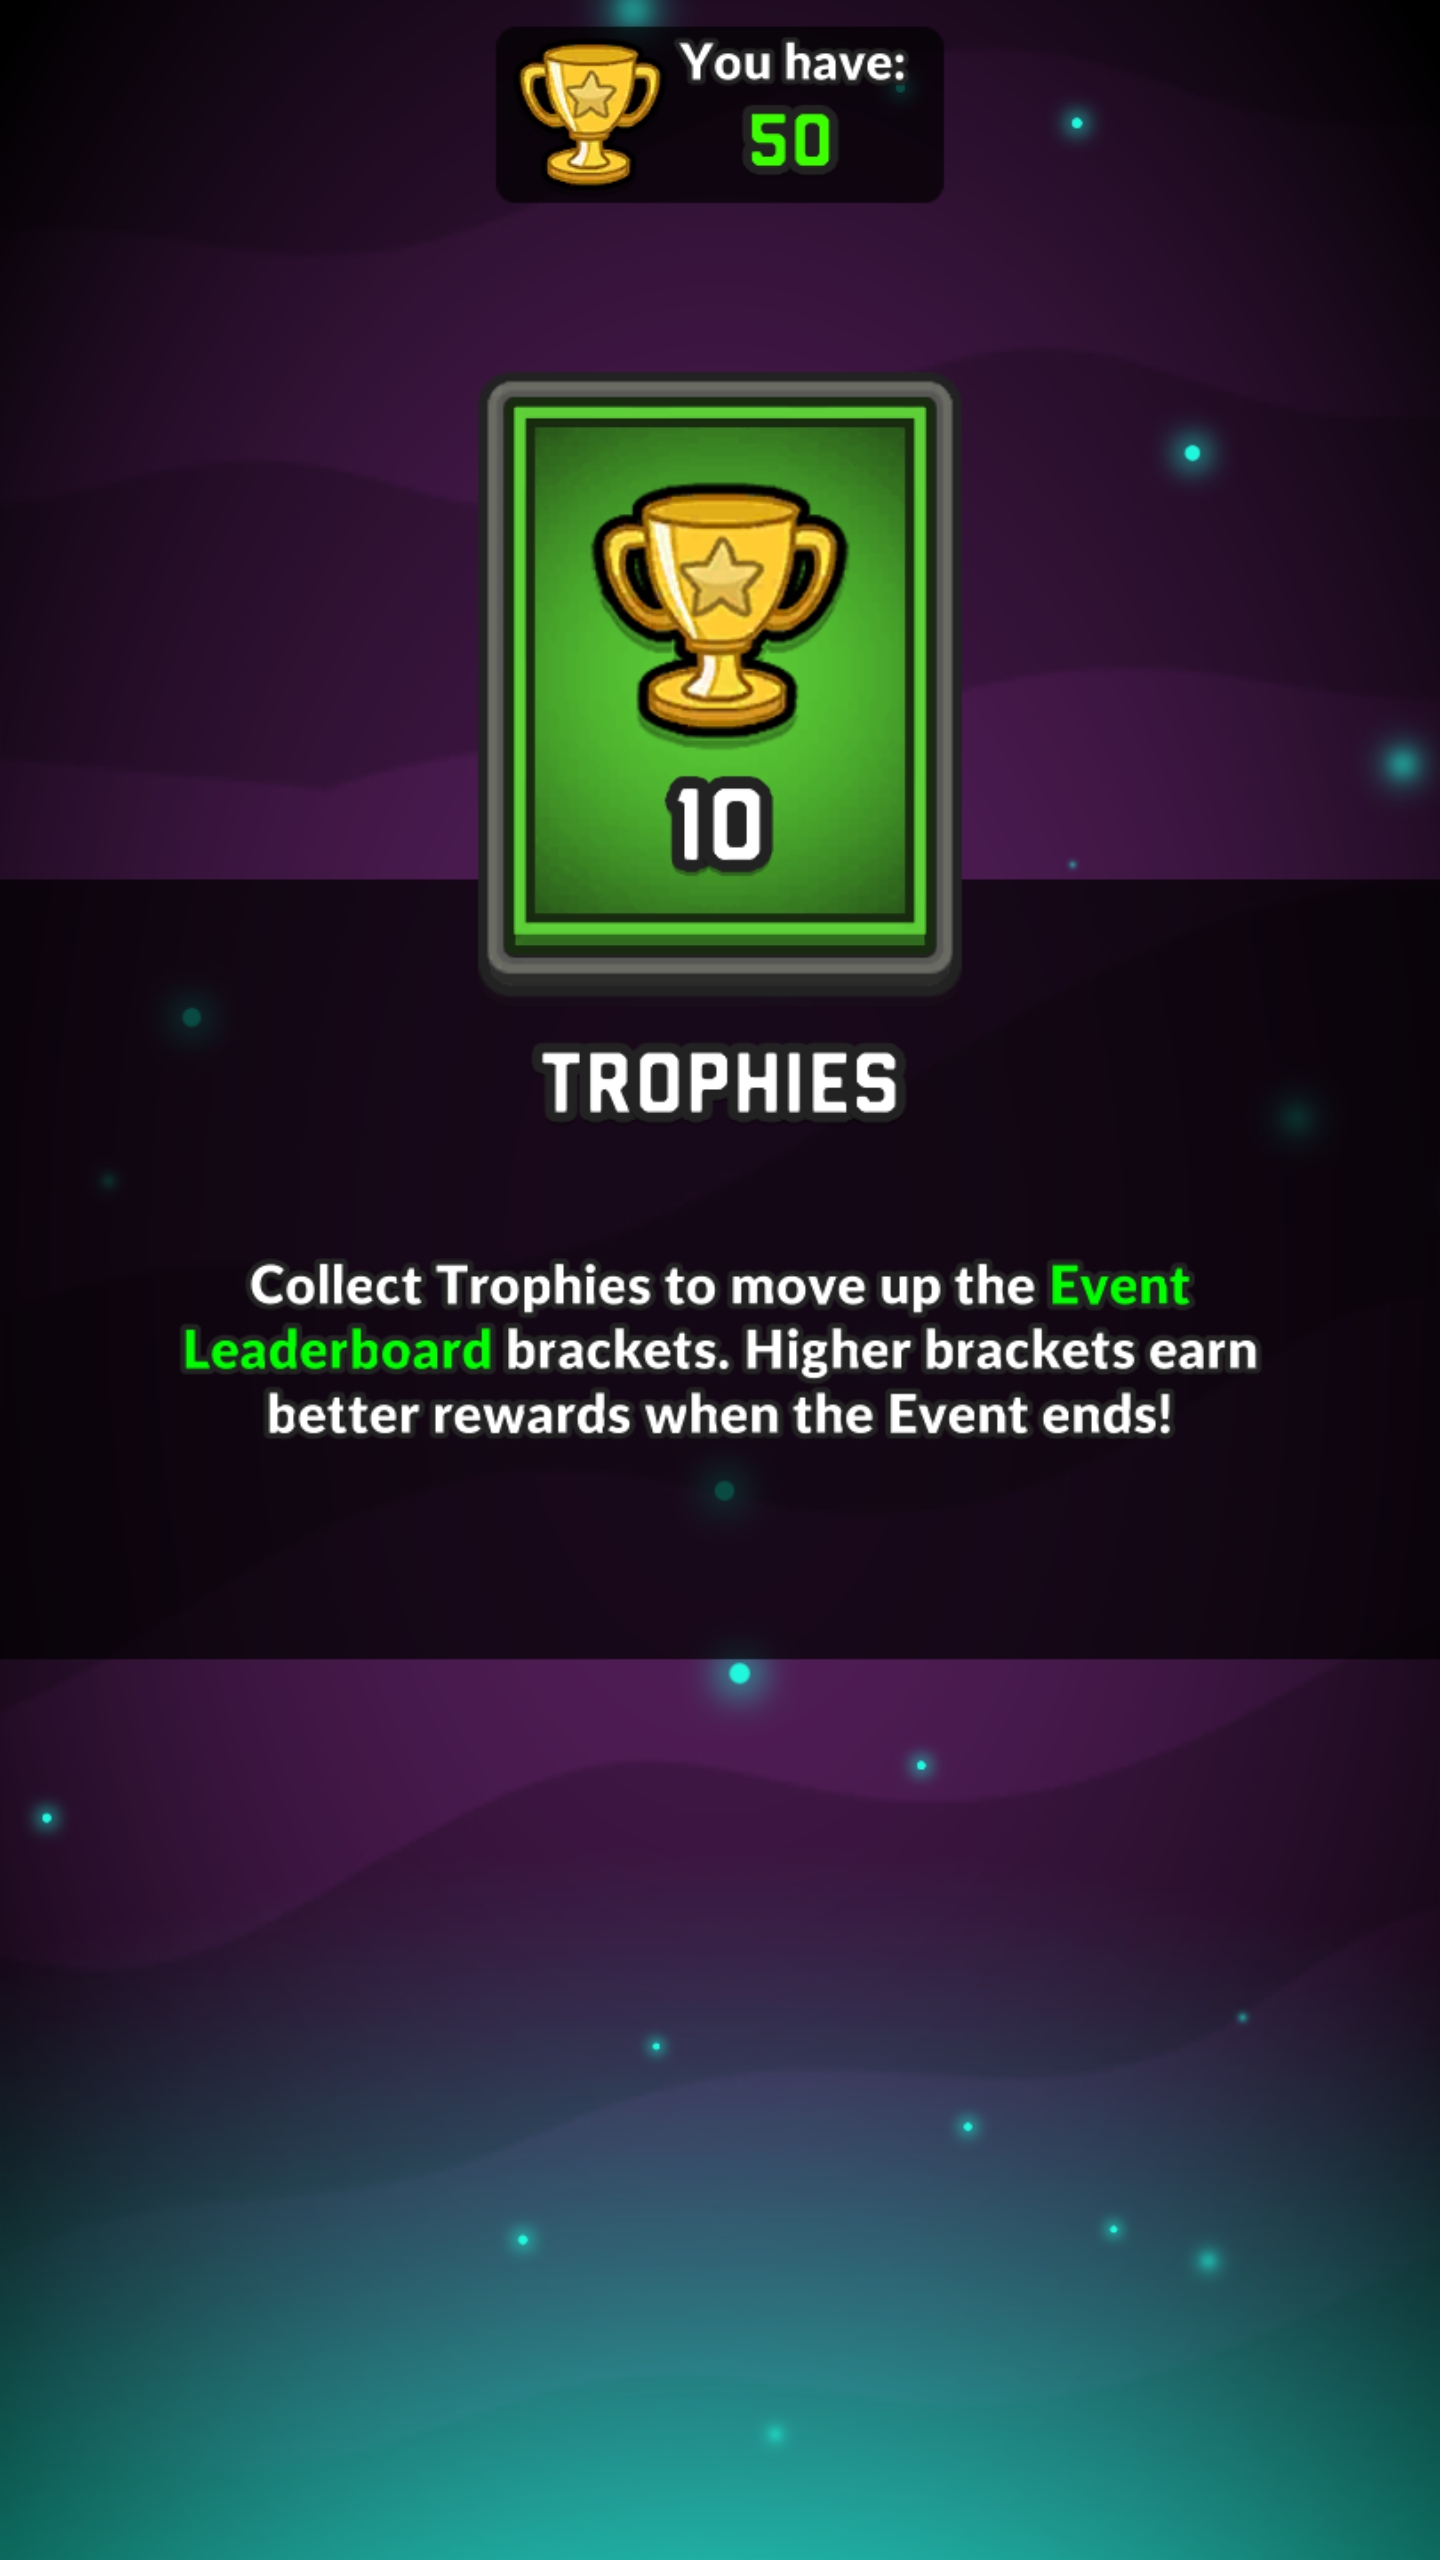 You have:
50
10
TROPHIES
Collect Trophies to move up the Event
Leaderboard brackets. Higher brackets earn
better rewards when the Event ends!